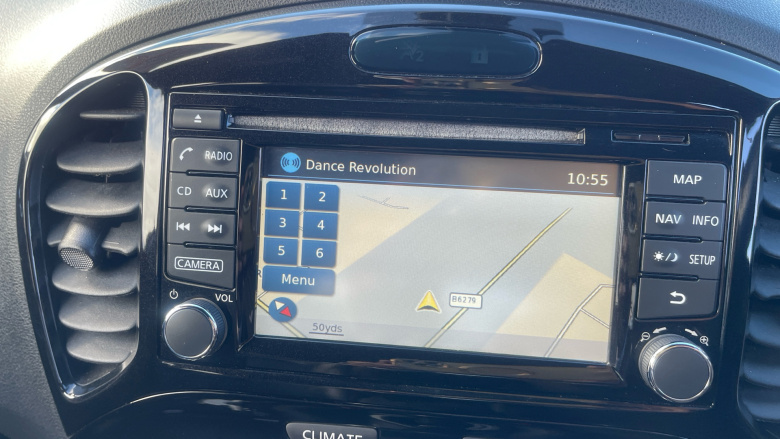 RADIO
CD AUX
CAMERA
VOL
Dance Revolution
10:55
1 2
3 4
5 6
Menu
50yds
B6279
MAP
NAV INFO
SETUP
CLIMATE